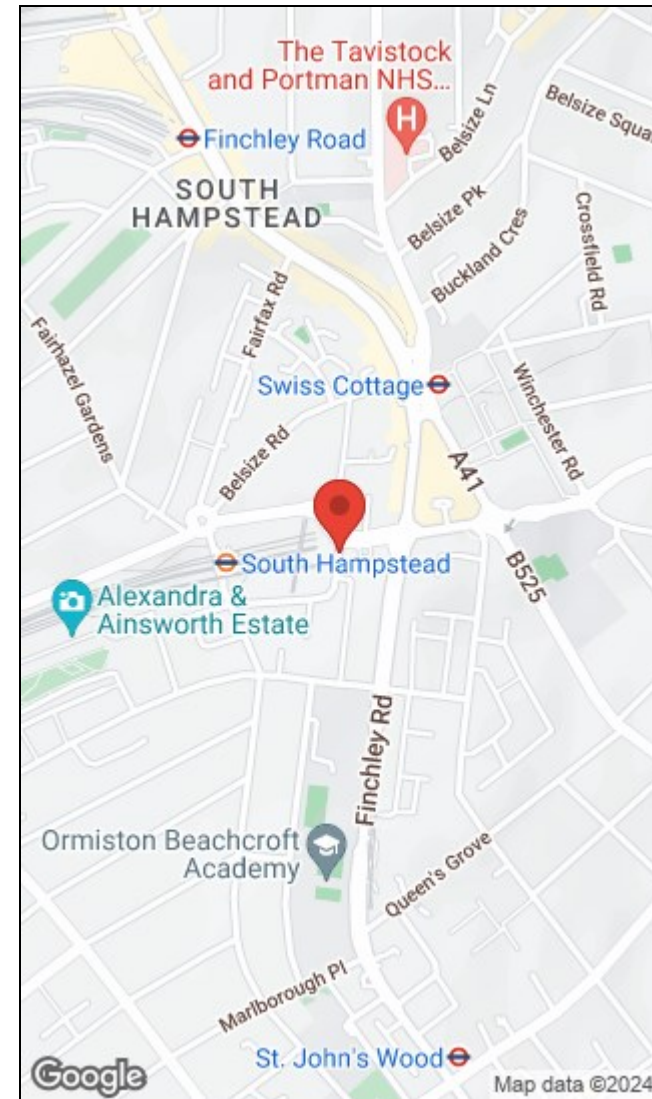 The Tavistock
and Portman NHS...
H
Belsize Ln
Belsize Squa
Finchley Road
SOUTH
HAMPSTEAD
Belsize Pk
Buckland Cres
Crossfield Rd
Fairfax Rd
Fairhazel Gardens
Swiss Cottage
Winchester Rd
Belsize Rd
A41
South Hampstead
B525
Alexandra &
Ainsworth Estate
Finchley Rd
Ormiston Beachcroft
Academy
Queen's Grove
Marlborough Pl
St. John's Wood
Google
Map data ©2024